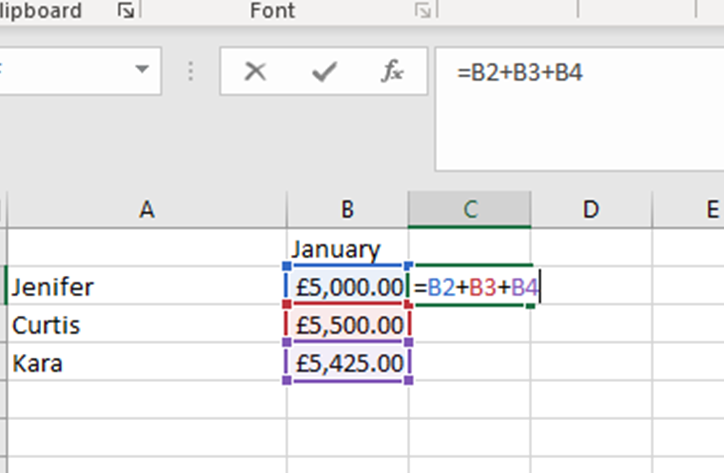 lipboard Font
fx =B2+B3+B4
A B C D E
January
Jenifer £5,000.00 =B2+B3+B4
Curtis £5,500.00
Kara £5,425.00